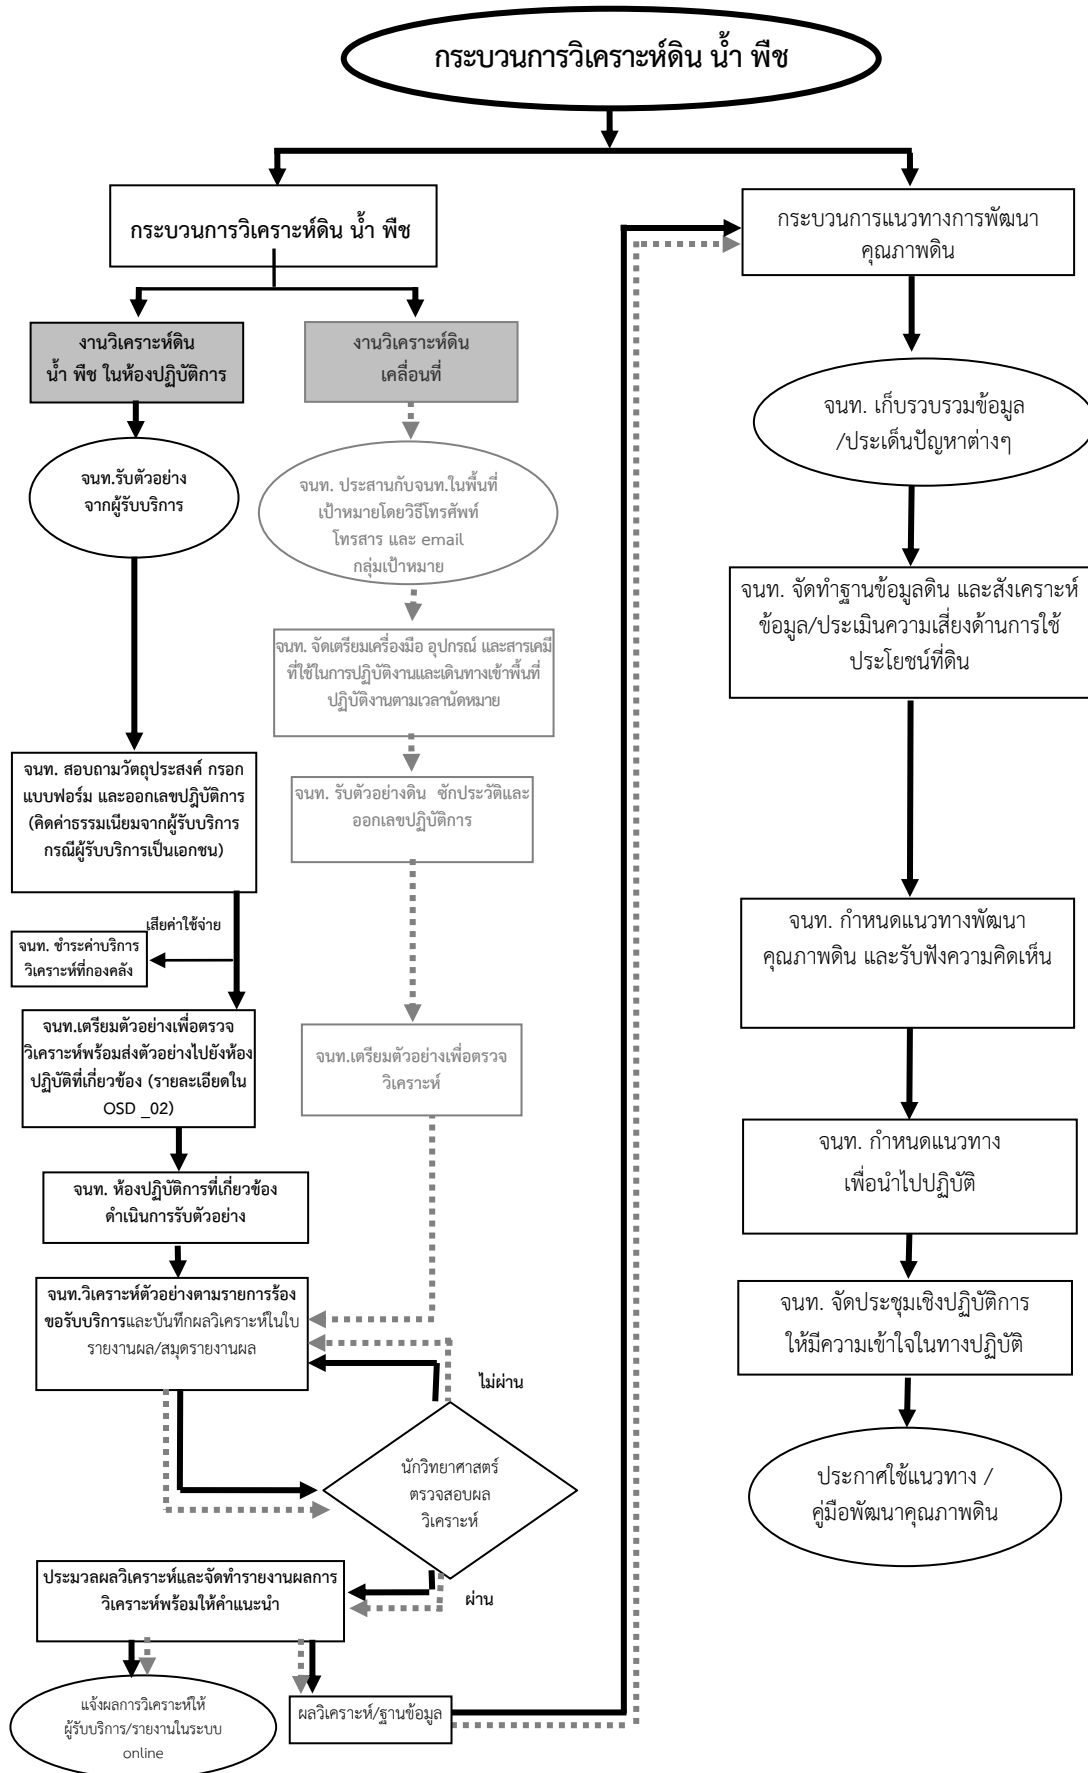 กระบวนการวิเคราะห์ดิน น้ำ พืช
กระบวนการวิเคราะห์ดิน น้ำ พืช
งานวิเคราะห์ดิน
น้ำ พืช ในห้องปฏิบัติการ
จนท.รับตัวอย่าง
จากผู้รับบริการ
จนท. สอบถามวัตถุประสงค์ กรอก
แบบฟอร์ม และออกเลขปฏิบัติการ
(คิดค่าธรรมเนียมจากผู้รับบริการ
กรณีผู้รับบริการเป็นเอกชน)
เสียค่าใช้จ่าย
จนท. ชำระค่าบริการ
วิเคราะห์ที่กองคลัง
จนท.เตรียมตัวอย่างเพื่อตรวจ
วิเคราะห์พร้อมส่งตัวอย่างไปยังห้อง
ปฏิบัติที่เกี่ยวข้อง (รายละเอียดใน
OSD _02)
จนท. ห้องปฏิบัติการที่เกี่ยวข้อง
ดำเนินการรับตัวอย่าง
จนท.วิเคราะห์ตัวอย่างตามรายการร้อง
ขอรับบริการและบันทึกผลวิเคราะห์ในใบ
รายงานผล/สมุดรายงานผล
งานวิเคราะห์ดิน
เคลื่อนที่
จนท. ประสานกับจนท.ในพื้นที่
เป้าหมายโดยวิธีโทรศัพท์
โทรสาร และ email
กลุ่มเป้าหมาย
จนท. จัดเตรียมเครื่องมือ อุปกรณ์ และสารเคมี
ที่ใช้ในการปฏิบัติงานและเดินทางเข้าพื้นที่
ปฏิบัติงานตามเวลานัดหมาย
จนท. รับตัวอย่างดิน ซักประวัติและ
ออกเลขปฏิบัติการ
จนท.เตรียมตัวอย่างเพื่อตรวจ
วิเคราะห์
ไม่ผ่าน
นักวิทยาศาสตร์
ตรวจสอบผล
วิเคราะห์
ผ่าน
ประมวลผลวิเคราะห์และจัดทำรายงานผลการ
วิเคราะห์พร้อมให้คำแนะนำ
แจ้งผลการวิเคราะห์ให้
ผู้รับบริการ/รายงานในระบบ
online
ผลวิเคราะห์/ฐานข้อมูล
กระบวนการแนวทางการพัฒนา
คุณภาพดิน
จนท. เก็บรวบรวมข้อมูล
/ประเด็นปัญหาต่างๆ
จนท. จัดทำฐานข้อมูลดิน และสังเคราะห์
ข้อมูล/ประเมินความเสี่ยงด้านการใช้
ประโยชน์ที่ดิน
จนท. กำหนดแนวทางพัฒนา
คุณภาพดิน และรับฟังความคิดเห็น
จนท. กำหนดแนวทาง
เพื่อนำไปปฏิบัติ
จนท. จัดประชุมเชิงปฏิบัติการ
ให้มีความเข้าใจในทางปฏิบัติ
ประกาศใช้แนวทาง /
คู่มือพัฒนาคุณภาพดิน